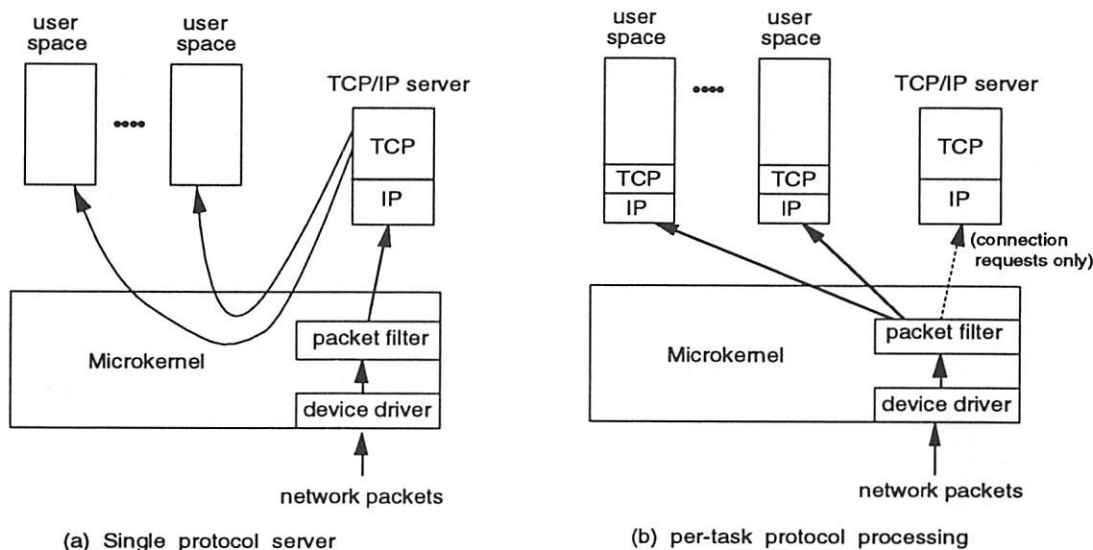 user
space
user
space
TCP/IP server
TCP
IP
packet filter
Microkernel
device driver
network packets
(a) Single protocol server
user
space
user
space
TCP/IP server
TCP
IP
TCP
IP
TCP
IP
(connection
requests only)
packet filter
Microkernel
device driver
network packets
(b) per-task protocol processing